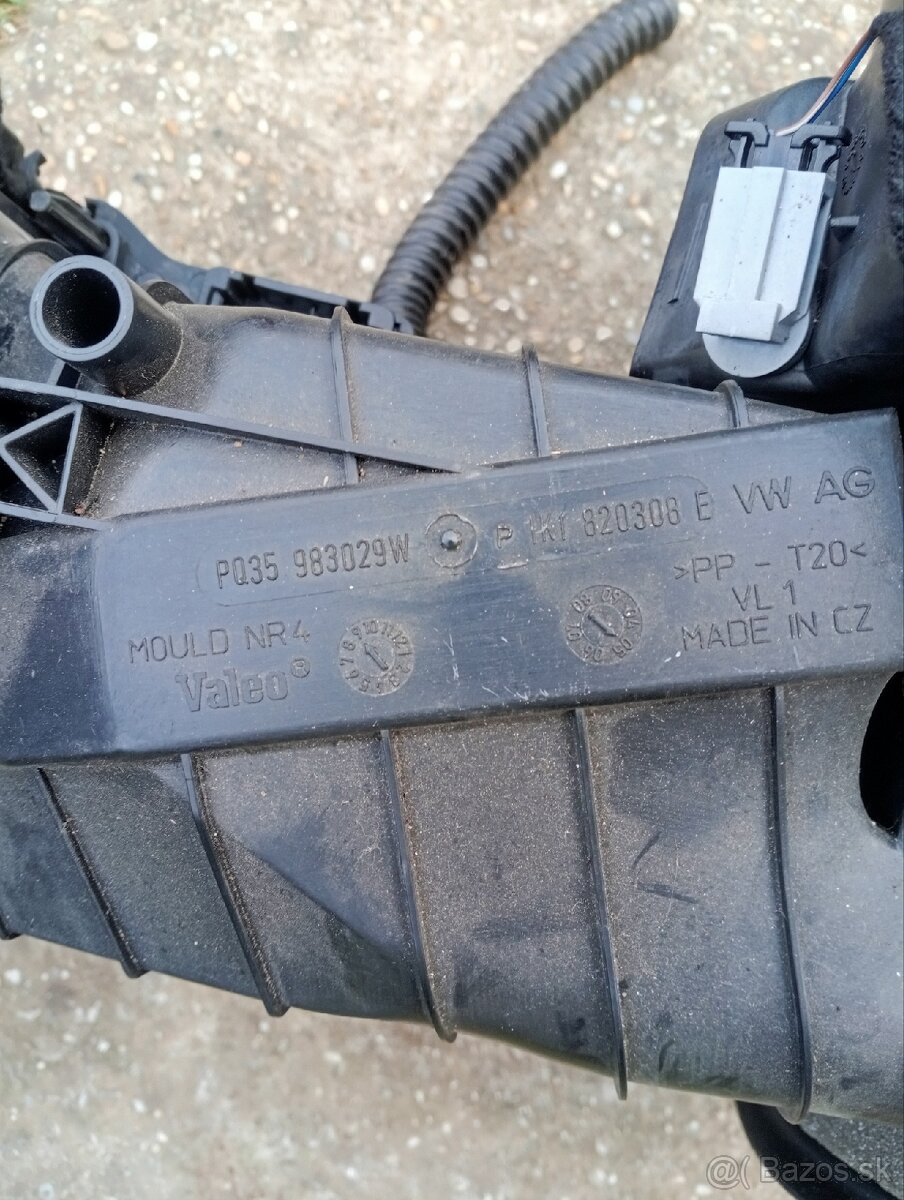 PQ35 983029W P 1K1 820308 E VW AG
>PP - T20<
VL 1
MOULD NR4
MADE IN CZ
Valeo®
@( Bazos.sk